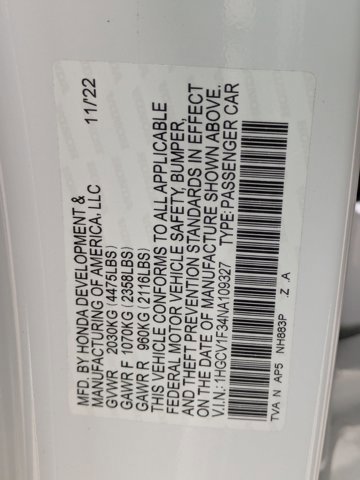 MFD. BY HONDA DEVELOPMENT & 11/'22
MANUFACTURING OF AMERICA, LLC
GVWR 2030KG (4475LBS)
GAWR F 1070KG (2358LBS)
GAWR R 960KG (2116LBS)
THIS VEHICLE CONFORMS TO ALL APPLICABLE
FEDERAL MOTOR VEHICLE SAFETY, BUMPER,
AND THEFT PREVENTION STANDARDS IN EFFECT
ON THE DATE OF MANUFACTURE SHOWN ABOVE.
V.I.N.:1HGCV1F34NA109327 TYPE:PASSENGER CAR
TVA N AP5 NH883P .Z .A